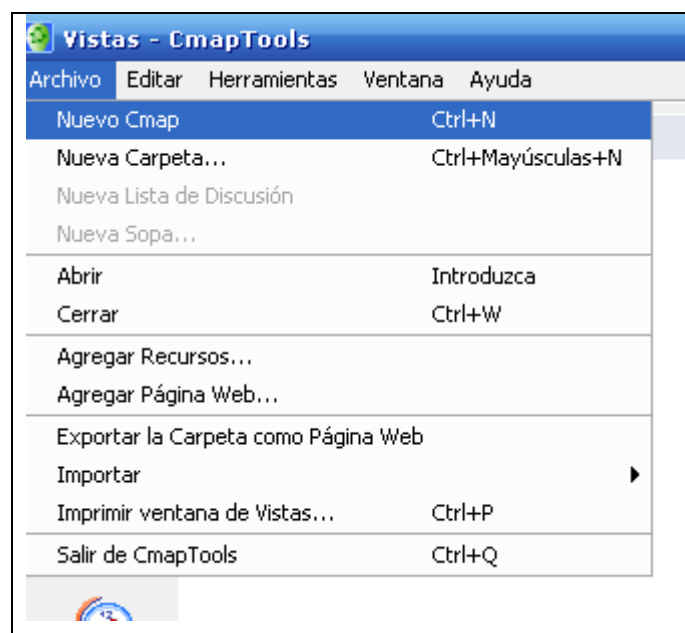 Vistas - CmapTools
Archivo Editar Herramientas Ventana Ayuda
Nuevo Cmap Ctrl+N
Nueva Carpeta... Ctrl+Mayúsculas+N
Nueva Lista de Discusión
Nueva Sopa...
Abrir Introduzca
Cerrar Ctrl+W
Agregar Recursos...
Agregar Página Web...
Exportar la Carpeta como Página Web
Importar
Imprimir ventana de Vistas... Ctrl+P
Salir de CmapTools Ctrl+Q
12